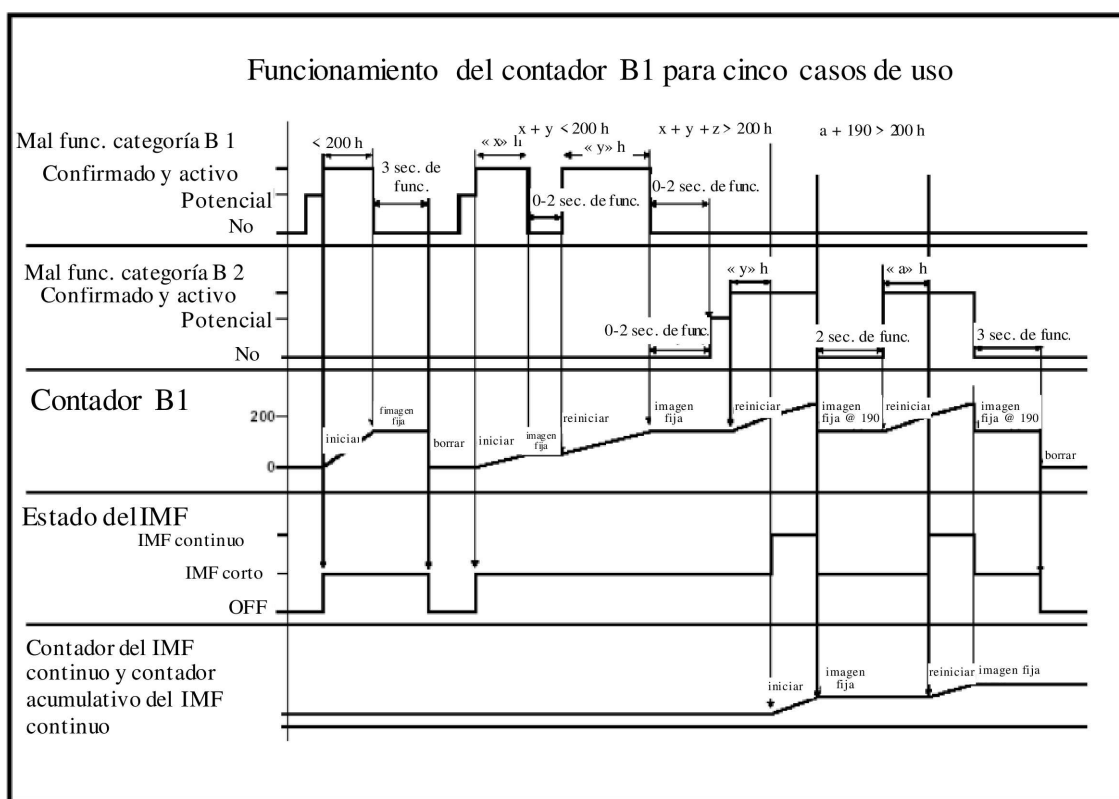 Funcionamiento del contador B1 para cinco casos de uso
Mal func. categoría B 1
Confirmado y activo
Potencial
No
< 200 h
3 sec. de
func.
« x» h
x + y < 200 h
« y» h
0-2 sec. de func.
x + y + z > 200 h
0-2 sec. de func.
a + 190 > 200 h
Mal func. categoría B 2
Confirmado y activo
Potencial
No
0-2 sec. de func.
« y» h
2 sec. de func.
« a» h
3 sec. de func.
Contador B1
200
0
iniciar
fimagen
fija
borrar
iniciar
imagen
fija
reiniciar
imagen
fija
reiniciar
imagen
fija @ 190
reiniciar
imagen
fija @ 190
borrar
Estado del IMF
IMF continuo
IMF corto
OFF
Contador del IMF
continuo y contador
acumulativo del IMF
continuo
iniciar
imagen
fija
reiniciar
imagen fija